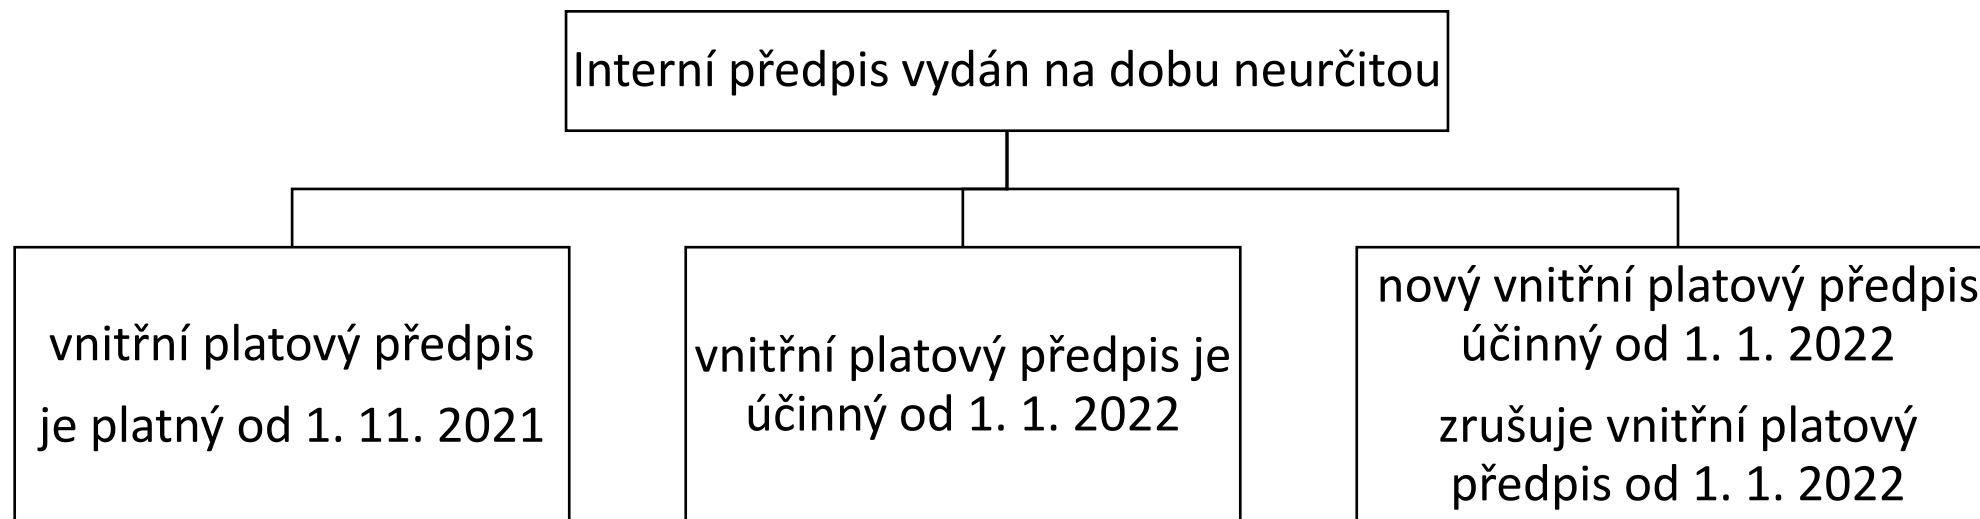 Interní předpis vydán na dobu neurčitou
vnitřní platový předpis
je platný od 1. 11. 2021
vnitřní platový předpis je
účinný od 1. 1. 2022
nový vnitřní platový předpis
účinný od 1. 1. 2022
zrušuje vnitřní platový
předpis od 1. 1. 2022